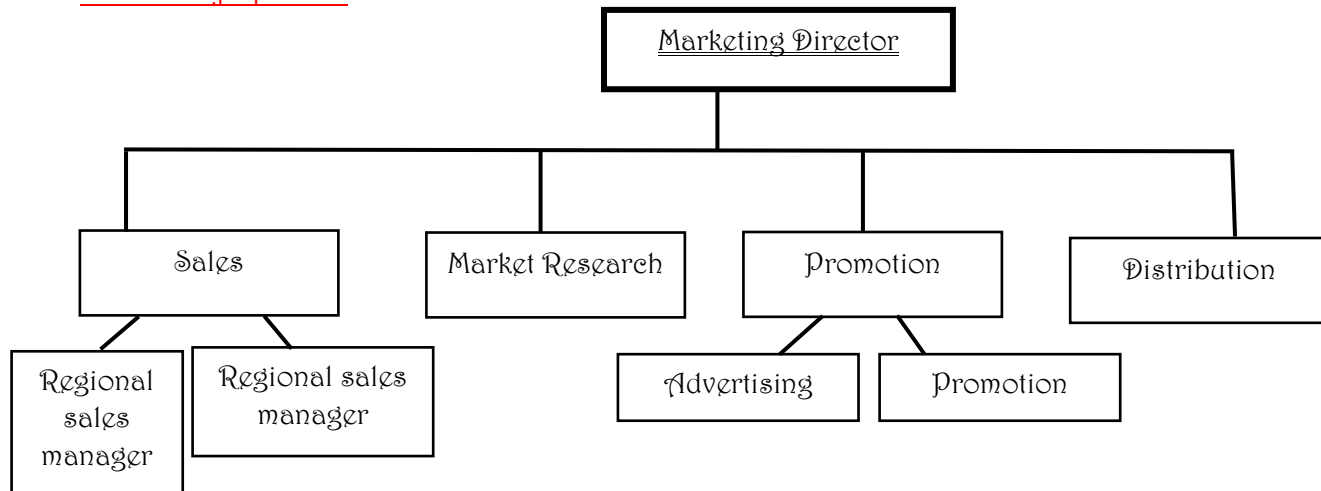 Marketing Director
Sales
Market Research
Promotion
Distribution
Regional
sales
manager
Regional sales
manager
Advertising
Promotion